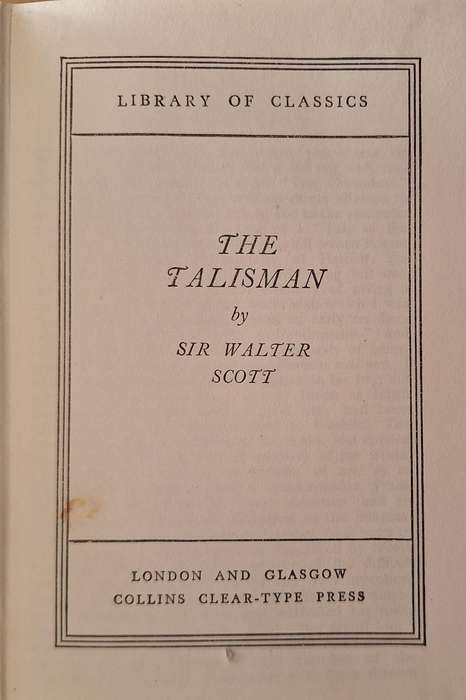 LIBRARY OF CLASSICS
THE
TALISMAN
by
SIR WALTER
SCOTT
LONDON AND GLASGOW
COLLINS CLEAR-TYPE PRESS